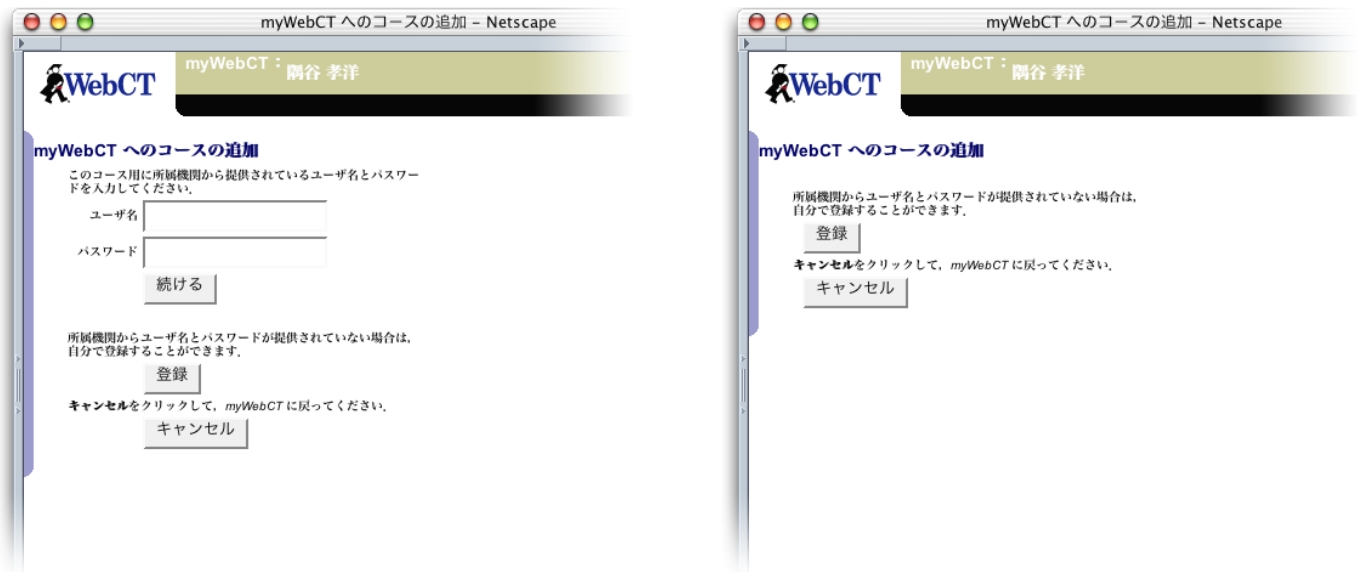 myWebCT へのコースの追加 – Netscape
WebCT
myWebCT：隅谷 孝洋
myWebCT へのコースの追加
このコース用に所属機関から提供されているユーザ名とパスワー
ドを入力してください．
ユーザ名
パスワード
続ける
所属機関からユーザ名とパスワードが提供されていない場合は，
自分で登録することができます．
登録
キャンセルをクリックして，myWebCT に戻ってください．
キャンセル
myWebCT へのコースの追加 – Netscape
WebCT
myWebCT：隅谷 孝洋
myWebCT へのコースの追加
所属機関からユーザ名とパスワードが提供されていない場合は，
自分で登録することができます．
登録
キャンセルをクリックして，myWebCT に戻ってください．
キャンセル